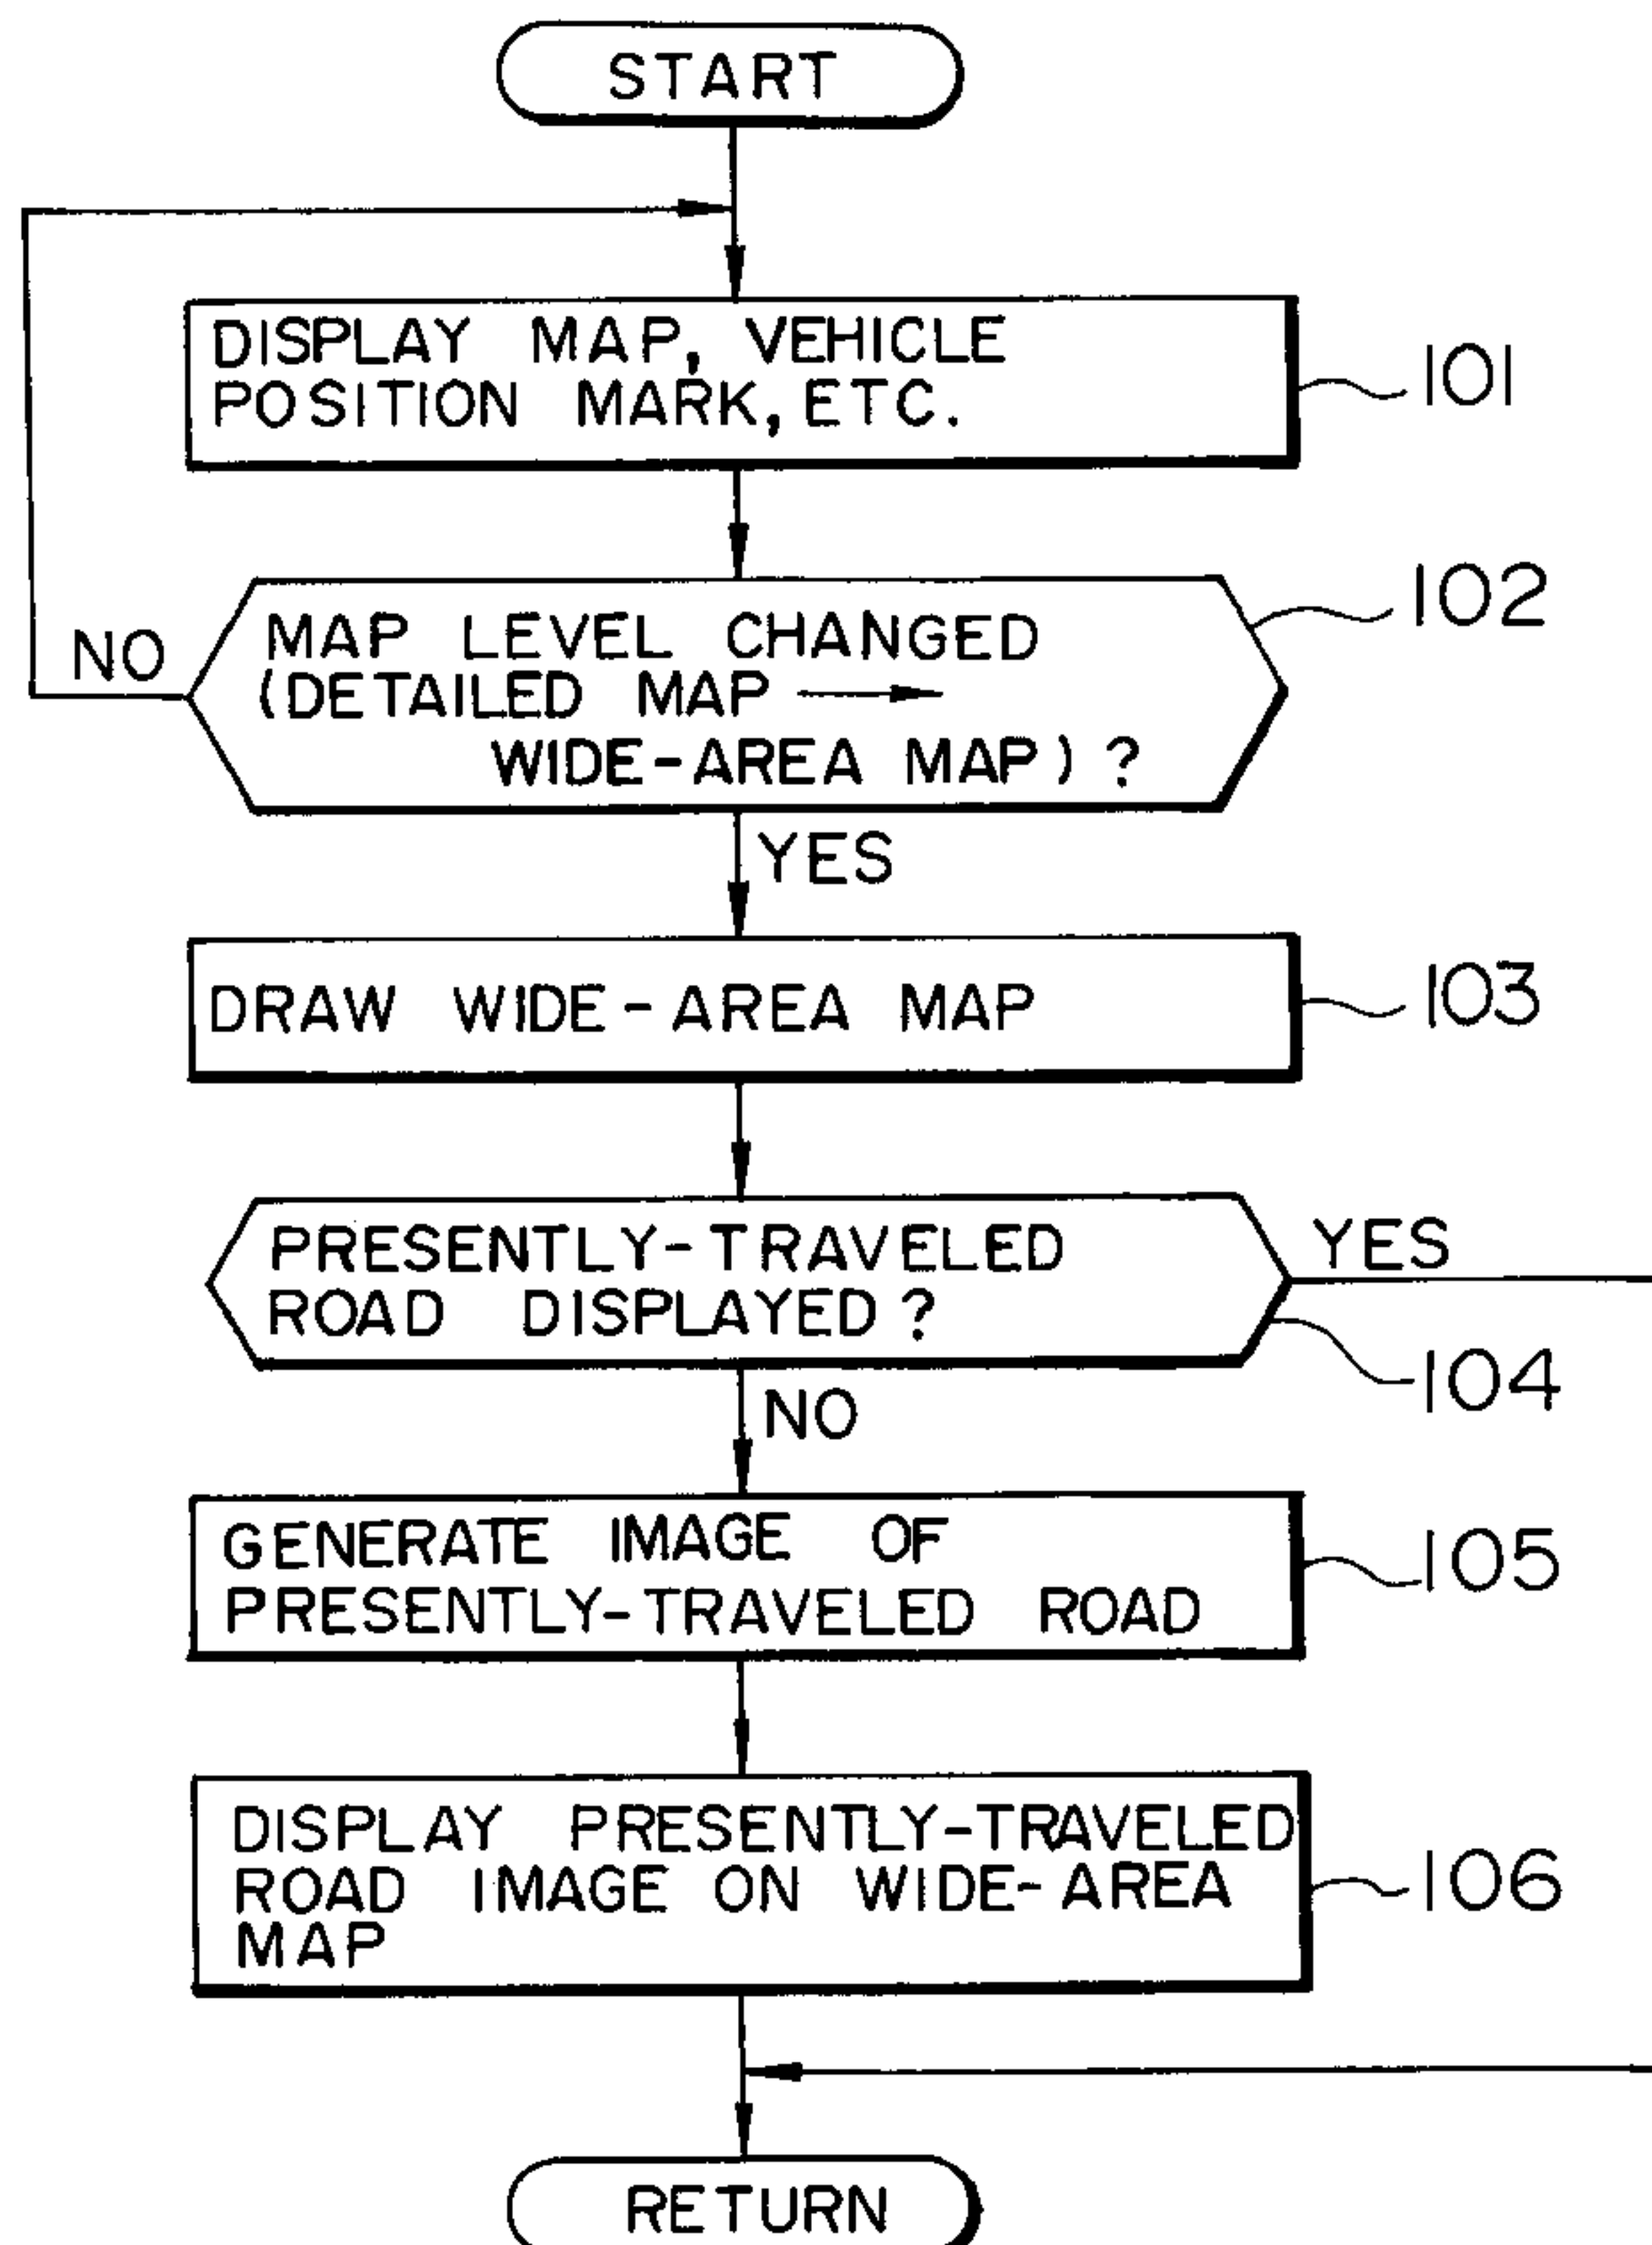 START
DISPLAY MAP, VEHICLE
POSITION MARK, ETC.
101
102
NO
MAP LEVEL CHANGED
(DETAILED MAP →
WIDE-AREA MAP) ?
YES
DRAW WIDE-AREA MAP
103
PRESENTLY-TRAVELED
ROAD DISPLAYED ?
YES
104
NO
GENERATE IMAGE OF
PRESENTLY-TRAVELED ROAD
105
DISPLAY PRESENTLY-TRAVELED
ROAD IMAGE ON WIDE-AREA
MAP
106
RETURN